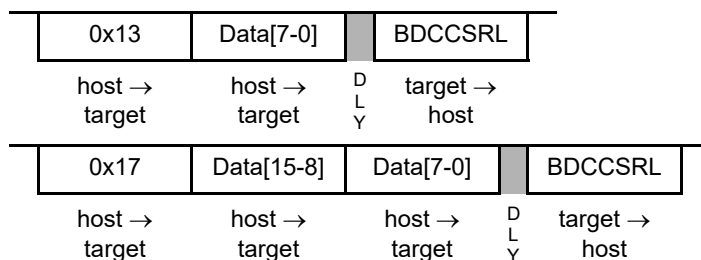 0x13 Data[7-0] BDCCSRL
host → host → D target →
target target L host
Y
0x17 Data[15-8] Data[7-0] BDCCSRL
host → host → host → D target →
target target target L host
Y